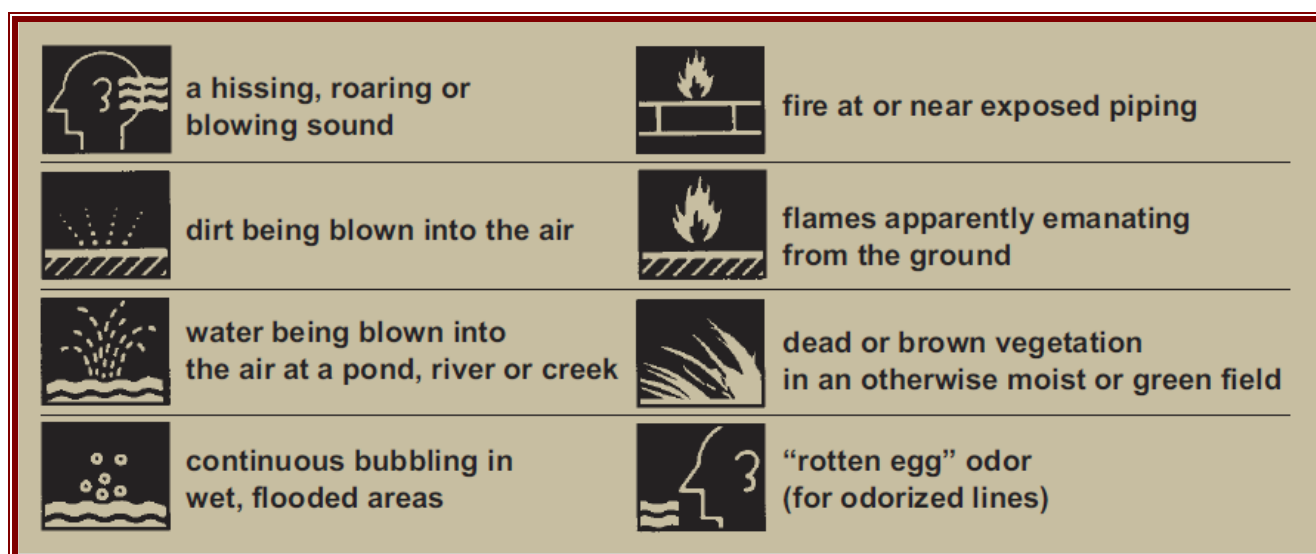 a hissing, roaring or
blowing sound
fire at or near exposed piping
dirt being blown into the air
flames apparently emanating
from the ground
water being blown into
the air at a pond, river or creek
dead or brown vegetation
in an otherwise moist or green field
continuous bubbling in
wet, flooded areas
“rotten egg” odor
(for odorized lines)